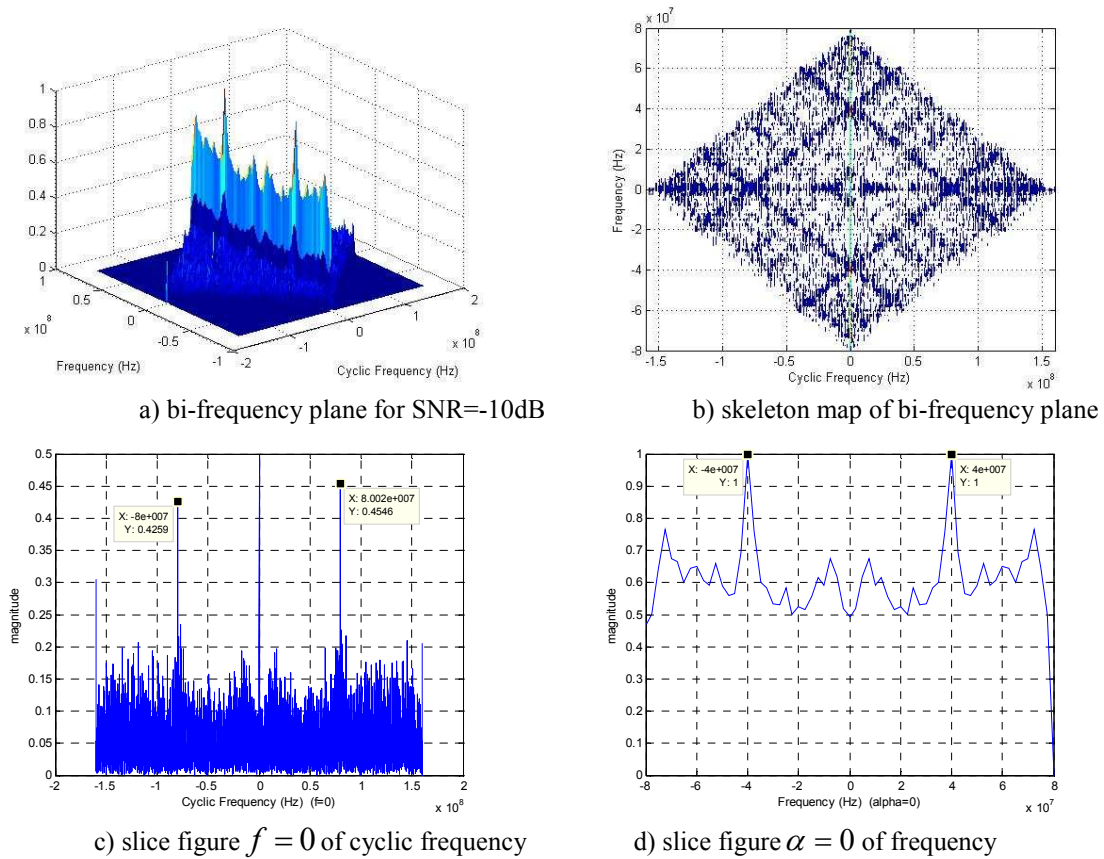 1
0.8
0.6
0.4
0.2
0
1
0.5
0
-0.5
-1
x 10^8
Frequency (Hz)
-2
-1
0
1
2
x 10^8
Cyclic Frequency (Hz)
a) bi-frequency plane for SNR=-10dB
x 10^7
8
6
4
2
0
-2
-4
-6
-8
Frequency (Hz)
-1.5 -1 -0.5 0 0.5 1 1.5
Cyclic Frequency (Hz)
x 10^8
b) skeleton map of bi-frequency plane
0.5
0.45
0.4
0.35
0.3
0.25
0.2
0.15
0.1
0.05
0
magnitude
X: -8e+007
Y: 0.4259
X: 8.002e+007
Y: 0.4546
-2 -1.5 -1 -0.5 0 0.5 1 1.5 2
Cyclic Frequency (Hz) (f=0)
x 10^8
c) slice figure f = 0 of cyclic frequency
1
0.9
0.8
0.7
0.6
0.5
0.4
0.3
0.2
0.1
0
magnitude
X: -4e+007
Y: 1
X: 4e+007
Y: 1
-8 -6 -4 -2 0 2 4 6 8
Frequency (Hz) (alpha=0)
x 10^7
d) slice figure α = 0 of frequency